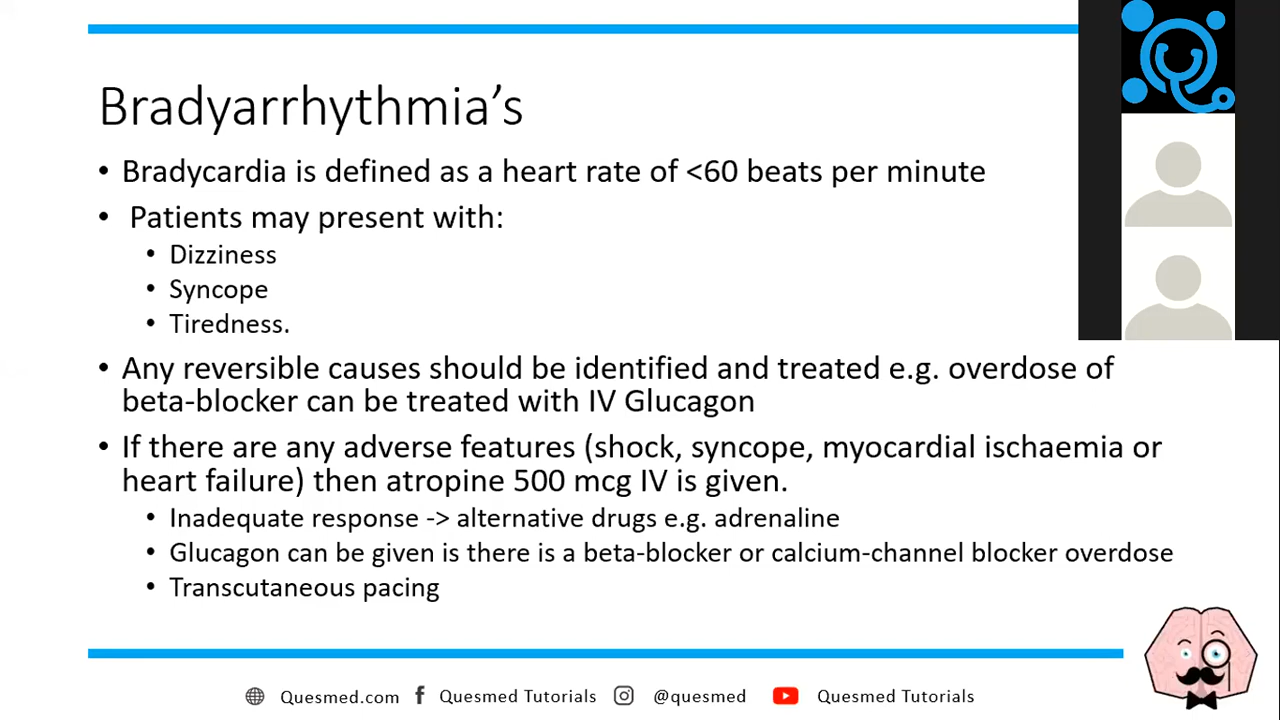 Bradyarrhythmia’s
• Bradycardia is defined as a heart rate of <60 beats per minute
• Patients may present with:
• Dizziness
• Syncope
• Tiredness.
• Any reversible causes should be identified and treated e.g. overdose of
beta-blocker can be treated with IV Glucagon
• If there are any adverse features (shock, syncope, myocardial ischaemia or
heart failure) then atropine 500 mcg IV is given.
• Inadequate response -> alternative drugs e.g. adrenaline
• Glucagon can be given is there is a beta-blocker or calcium-channel blocker overdose
• Transcutaneous pacing
Quesmed.com Quesmed Tutorials @quesmed Quesmed Tutorials